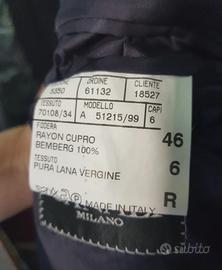 ORDINE CLIENTE
5350 61132 18527
TESSUTO MODELLO CAPI
70108/34 A 51215/99 6
FODERA
RAYON CUPRO 46
BEMBERG 100%
TESSUTO 6
PURA LANA VERGINE
R
MADE IN ITALY
MILANO
subito